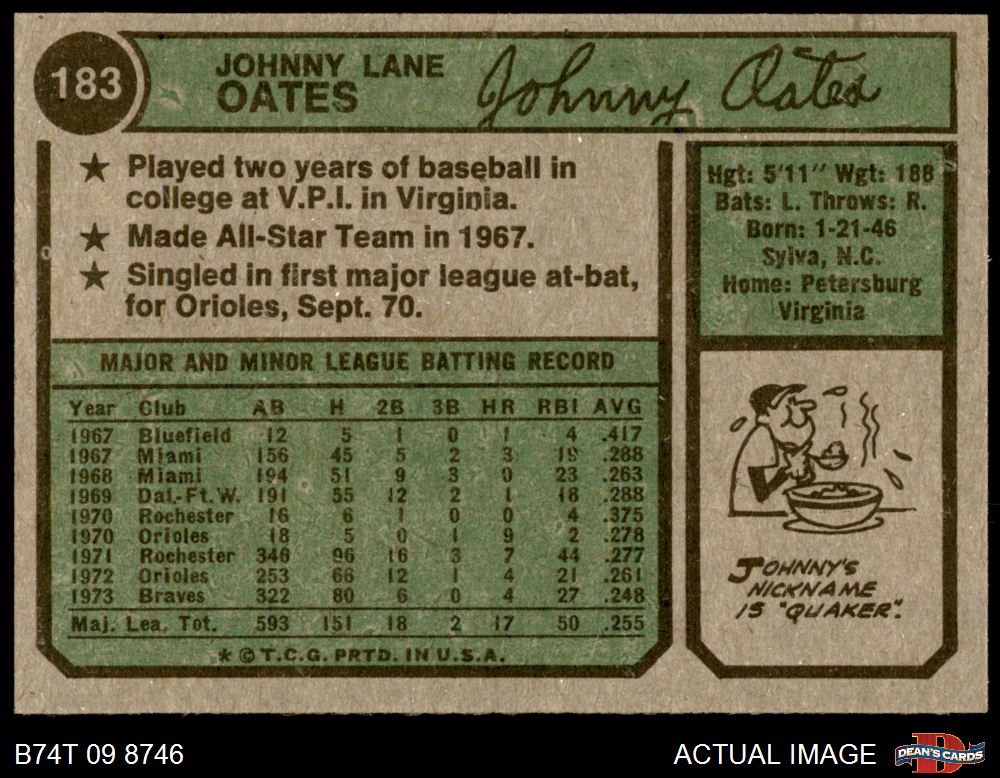 183
JOHNNY LANE
OATES
Johnny Oates
★ Played two years of baseball in
college at V.P.I. in Virginia.
★ Made All-Star Team in 1967.
★ Singled in first major league at-bat,
for Orioles, Sept. 70.
Hgt: 5'11" Wgt: 188
Bats: L. Throws: R.
Born: 1-21-46
Sylva, N.C.
Home: Petersburg
Virginia
MAJOR AND MINOR LEAGUE BATTING RECORD
Year Club AB H 2B 3B HR RBI AVG
1967 Bluefield 12 5 1 0 1 4 .417
1967 Miami 156 45 5 2 3 19 .288
1968 Miami 194 51 9 3 0 23 .263
1969 Dal.-Ft.W. 191 55 12 2 1 18 .288
1970 Rochester 16 6 1 0 0 4 .375
1970 Orioles 18 5 0 1 9 2 .278
1971 Rochester 346 96 16 3 7 44 .277
1972 Orioles 253 66 12 1 4 21 .261
1973 Braves 322 80 6 0 4 27 .248
Maj. Lea. Tot. 593 151 18 2 17 50 .255
* © T.C.G. PRTD. IN U.S.A.
JOHNNY'S
NICKNAME
IS "QUAKER".
B74T 09 8746
ACTUAL IMAGE
DEAN'S CARDS